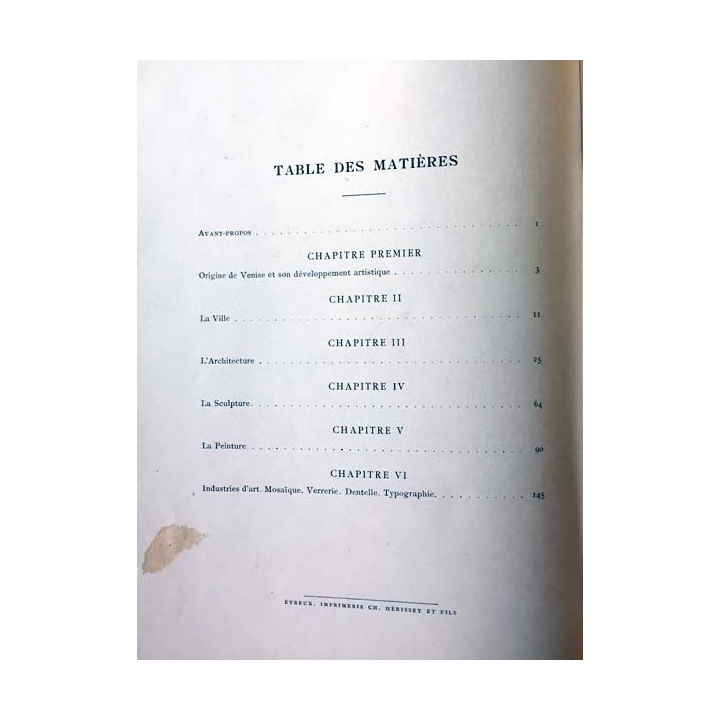 TABLE DES MATIÈRES
AVANT-PROPOS . . . . . . . . . . . . . . . . . . . . . . . . . . . . . . 1
CHAPITRE PREMIER
Origine de Venise et son développement artistique . . . . . . . . . . . . . . . . 3
CHAPITRE II
La Ville . . . . . . . . . . . . . . . . . . . . . . . . . . . . . . . . 11
CHAPITRE III
L'Architecture . . . . . . . . . . . . . . . . . . . . . . . . . . . . . 25
CHAPITRE IV
La Sculpture. . . . . . . . . . . . . . . . . . . . . . . . . . . . . . 64
CHAPITRE V
La Peinture . . . . . . . . . . . . . . . . . . . . . . . . . . . . . . 90
CHAPITRE VI
Industries d'art. Mosaïque. Verrerie. Dentelle. Typographie. . . . . . . . . . . 145
ÉVREUX, IMPRIMERIE CH. HÉRISSEY ET FILS